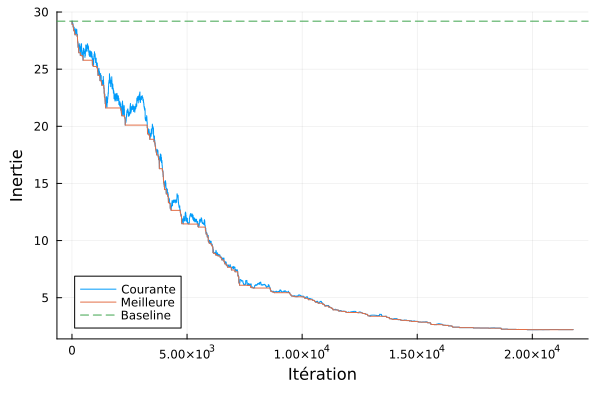 30
25
20
15
10
5
Inertie
Courante
Meilleure
Baseline
0
5.00×10³
1.00×10⁴
1.50×10⁴
2.00×10⁴
Itération